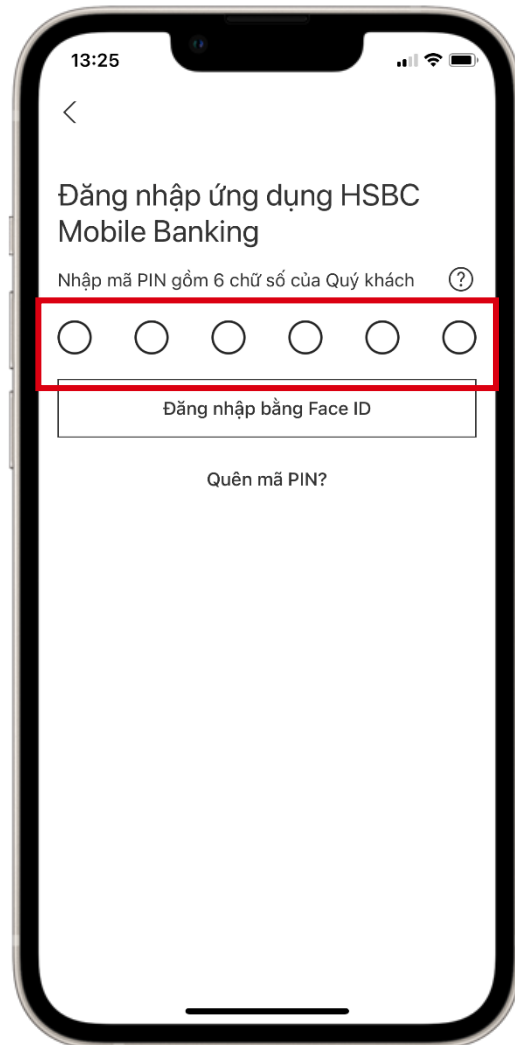 13:25
Đăng nhập ứng dụng HSBC
Mobile Banking
Nhập mã PIN gồm 6 chữ số của Quý khách ?
Đăng nhập bằng Face ID
Quên mã PIN?